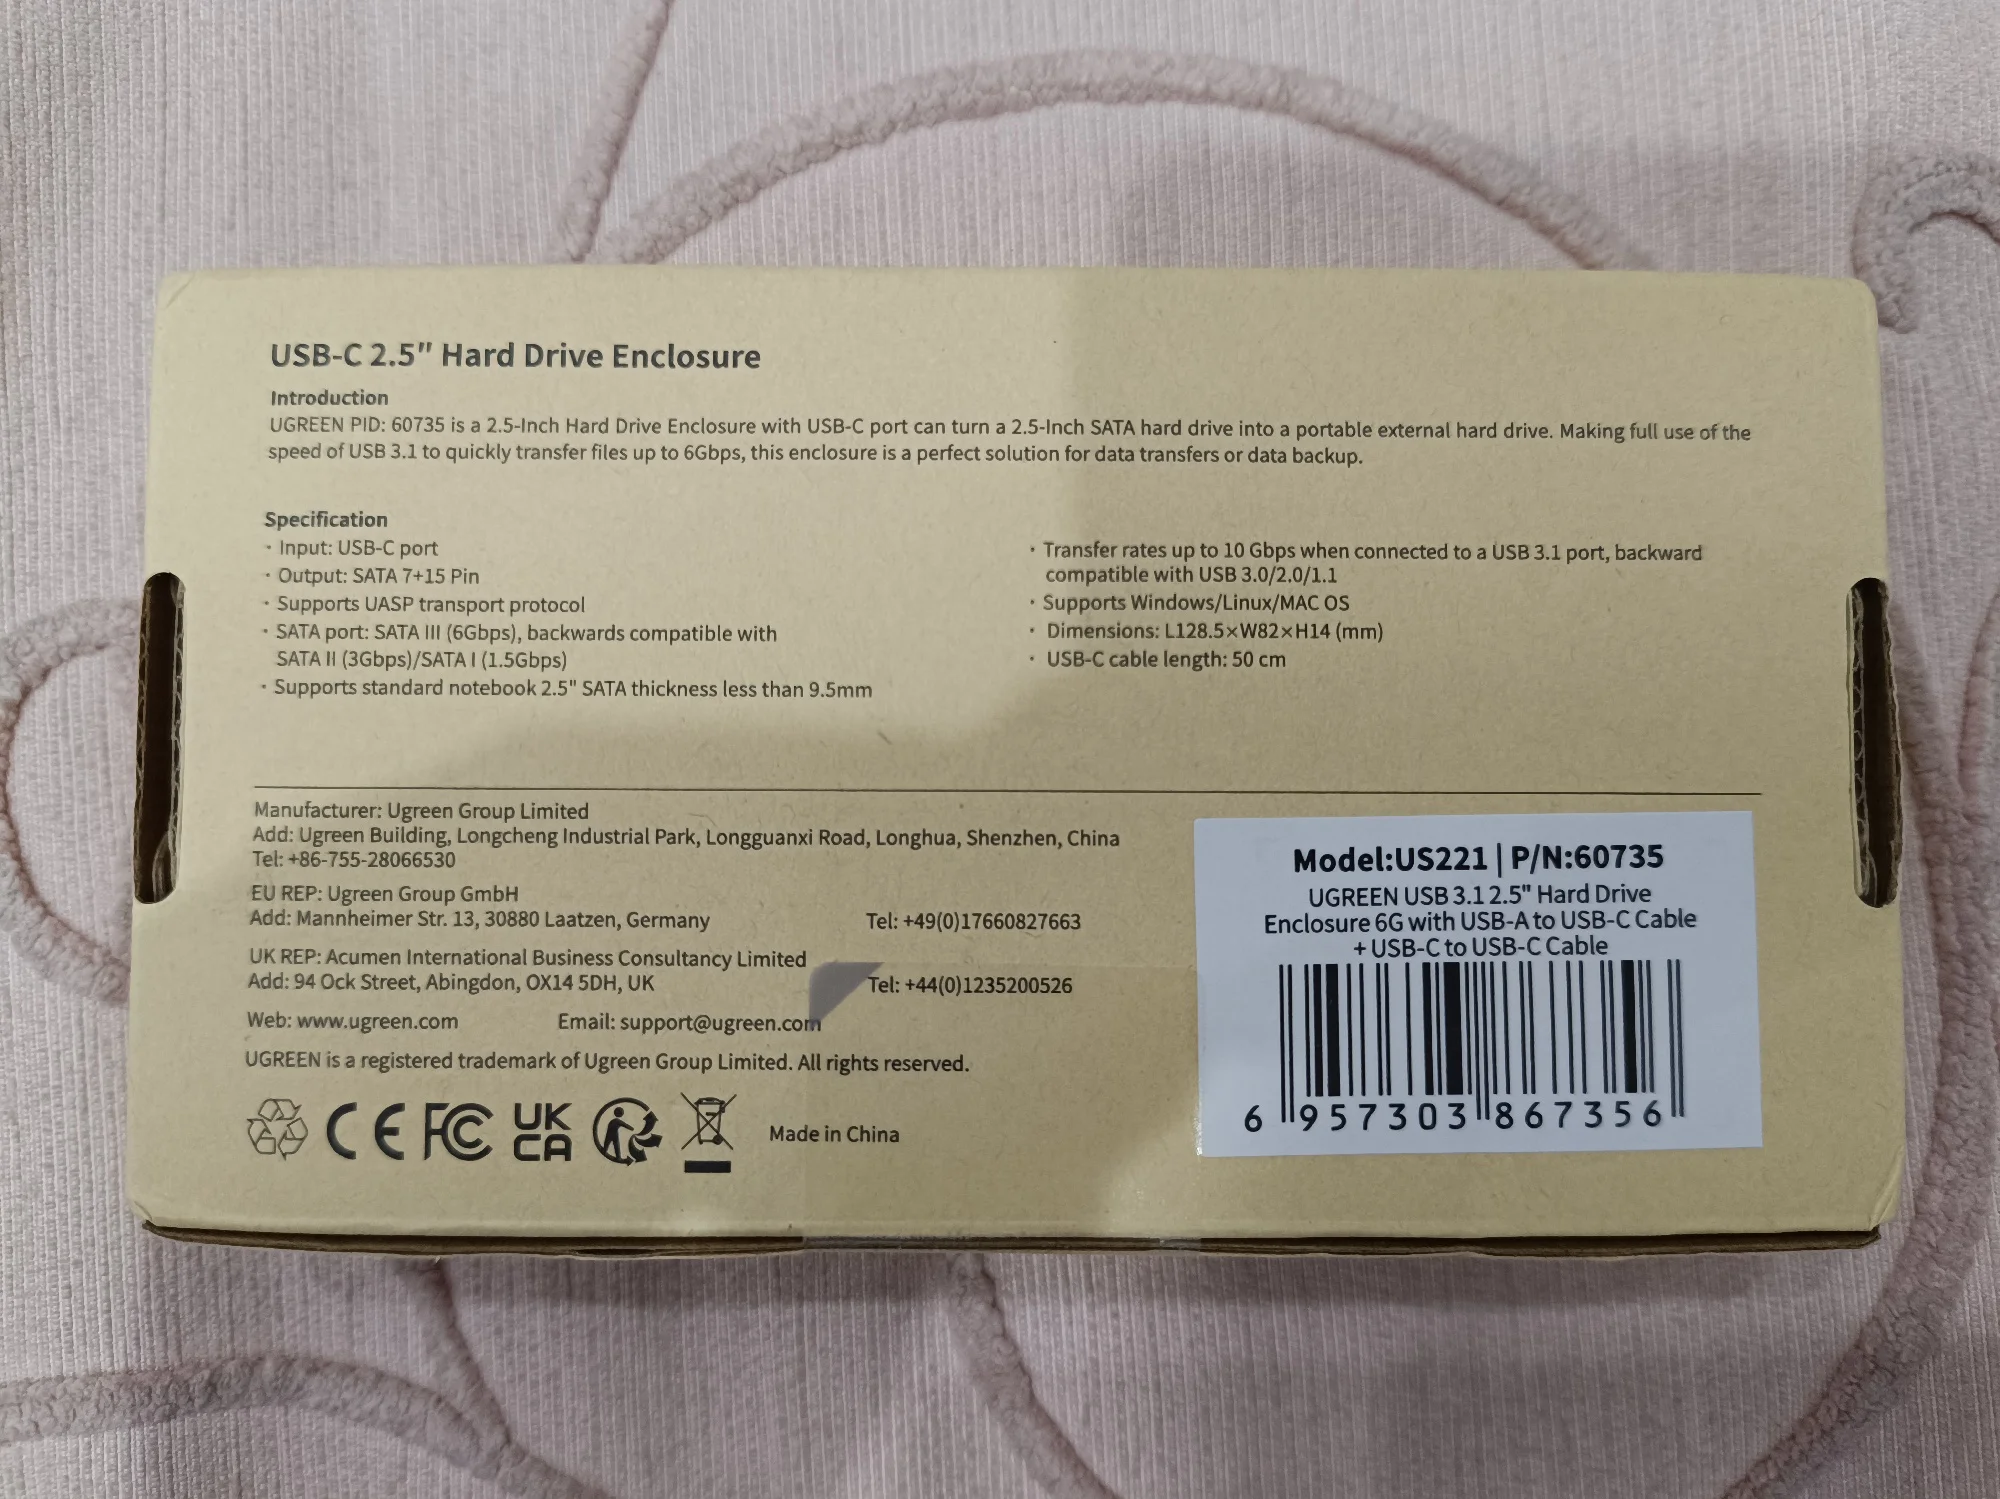 USB-C 2.5" Hard Drive Enclosure
Introduction
UGREEN PID: 60735 is a 2.5-Inch Hard Drive Enclosure with USB-C port can turn a 2.5-Inch SATA hard drive into a portable external hard drive. Making full use of the
speed of USB 3.1 to quickly transfer files up to 6Gbps, this enclosure is a perfect solution for data transfers or data backup.
Specification
· Input: USB-C port
· Output: SATA 7+15 Pin
· Supports UASP transport protocol
· SATA port: SATA III (6Gbps), backwards compatible with
SATA II (3Gbps)/SATA I (1.5Gbps)
· Supports standard notebook 2.5" SATA thickness less than 9.5mm
· Transfer rates up to 10 Gbps when connected to a USB 3.1 port, backward
compatible with USB 3.0/2.0/1.1
· Supports Windows/Linux/MAC OS
· Dimensions: L128.5×W82×H14 (mm)
· USB-C cable length: 50 cm
Manufacturer: Ugreen Group Limited
Add: Ugreen Building, Longcheng Industrial Park, Longguanxi Road, Longhua, Shenzhen, China
Tel: +86-755-28066530
EU REP: Ugreen Group GmbH
Add: Mannheimer Str. 13, 30880 Laatzen, Germany Tel: +49(0)17660827663
UK REP: Acumen International Business Consultancy Limited
Add: 94 Ock Street, Abingdon, OX14 5DH, UK Tel: +44(0)1235200526
Web: www.ugreen.com Email: support@ugreen.com
UGREEN is a registered trademark of Ugreen Group Limited. All rights reserved.
CE FC UK
CA
Made in China
Model:US221 | P/N:60735
UGREEN USB 3.1 2.5" Hard Drive
Enclosure 6G with USB-A to USB-C Cable
+ USB-C to USB-C Cable
6 957303 867356